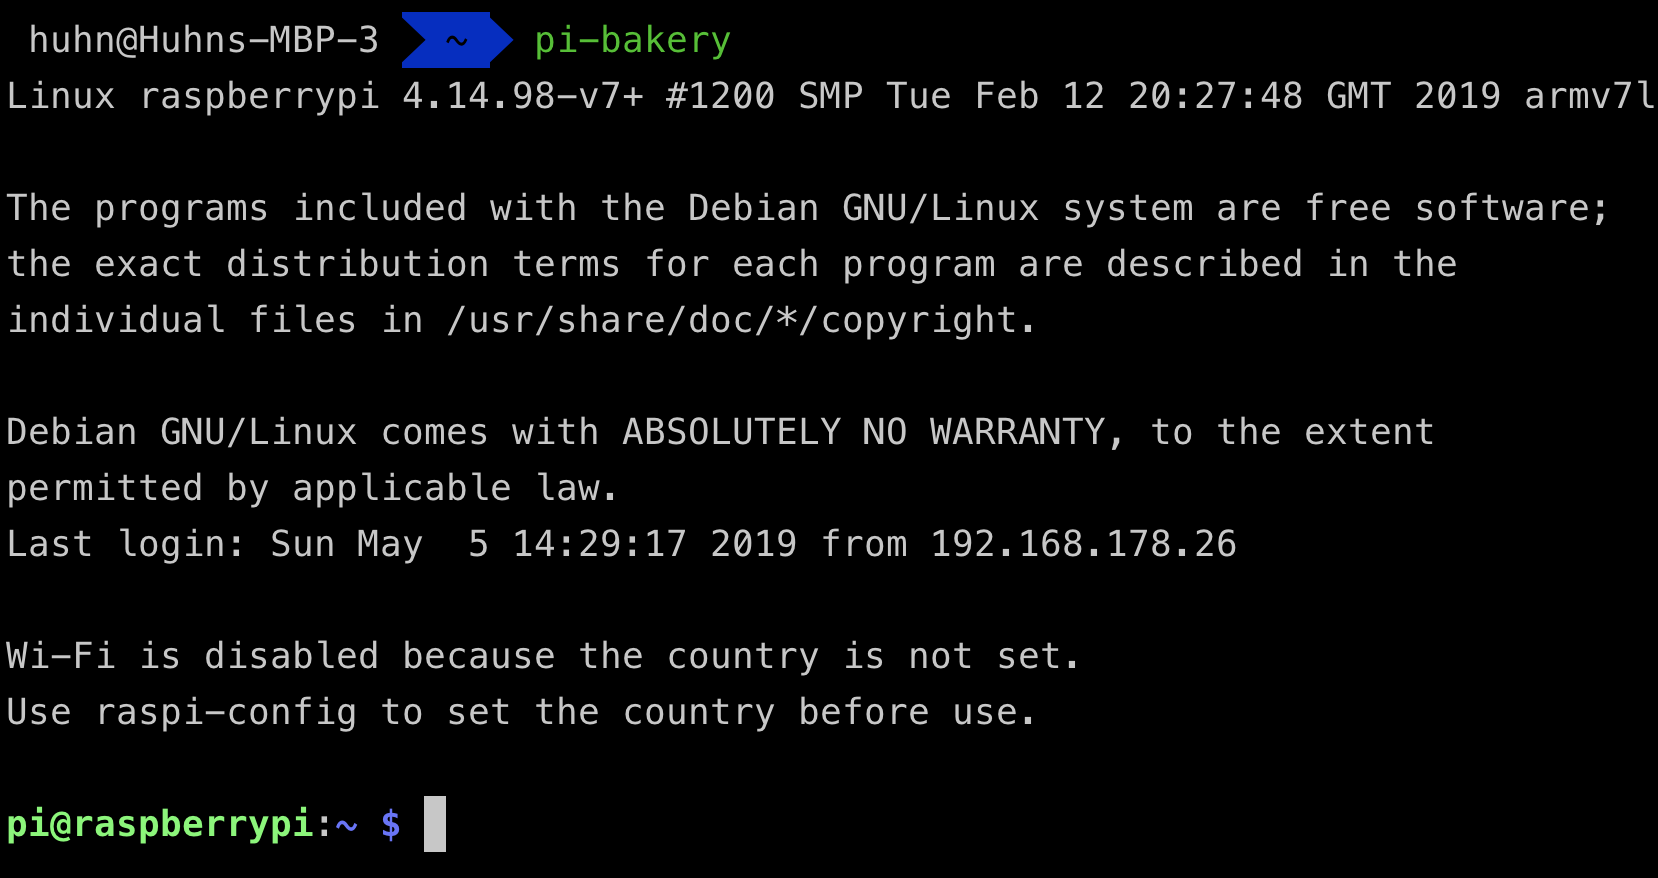 huhn@Huhns-MBP-3 ~ pi-bakery
Linux raspberrypi 4.14.98-v7+ #1200 SMP Tue Feb 12 20:27:48 GMT 2019 armv7l
The programs included with the Debian GNU/Linux system are free software;
the exact distribution terms for each program are described in the
individual files in /usr/share/doc/*/copyright.
Debian GNU/Linux comes with ABSOLUTELY NO WARRANTY, to the extent
permitted by applicable law.
Last login: Sun May  5 14:29:17 2019 from 192.168.178.26
Wi-Fi is disabled because the country is not set.
Use raspi-config to set the country before use.
pi@raspberrypi:~ $